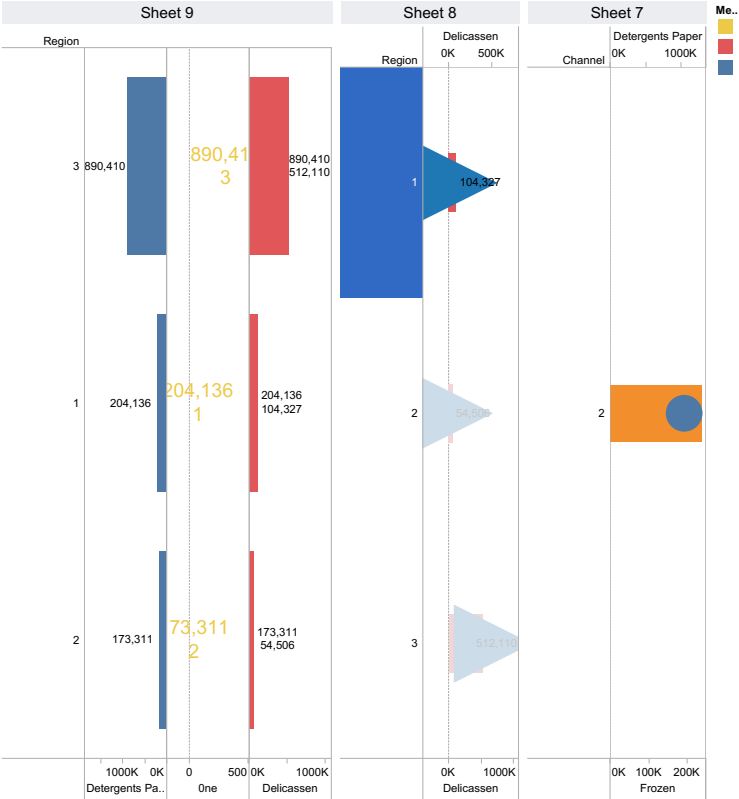 Sheet 9
Region
3
890,410
890,41
3
890,410
512,110
1
204,136
204,136
1
204,136
104,327
2
173,311
73,311
2
173,311
54,506
1000K 0K
0 500
0K 1000K
Detergents Pa..
0ne
Delicassen
Sheet 8
Delicassen
0K 500K
Region
1
104,327
2
54,506
3
512,110
0K 1000K
Delicassen
Sheet 7
Detergents Paper
0K 1000K
Channel
2
0K 100K 200K
Frozen
Me..